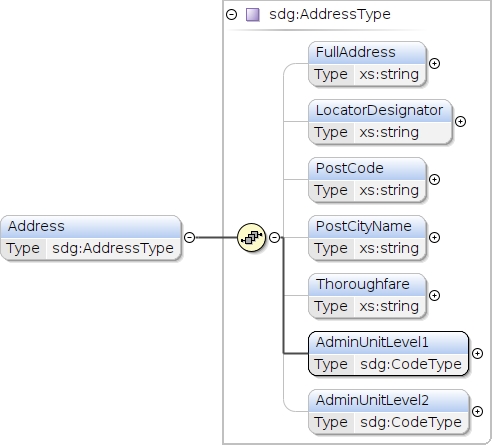 sdg:AddressType
FullAddress
Type xs:string
LocatorDesignator
Type xs:string
PostCode
Type xs:string
Address
Type sdg:AddressType
PostCityName
Type xs:string
Thoroughfare
Type xs:string
AdminUnitLevel1
Type sdg:CodeType
AdminUnitLevel2
Type sdg:CodeType